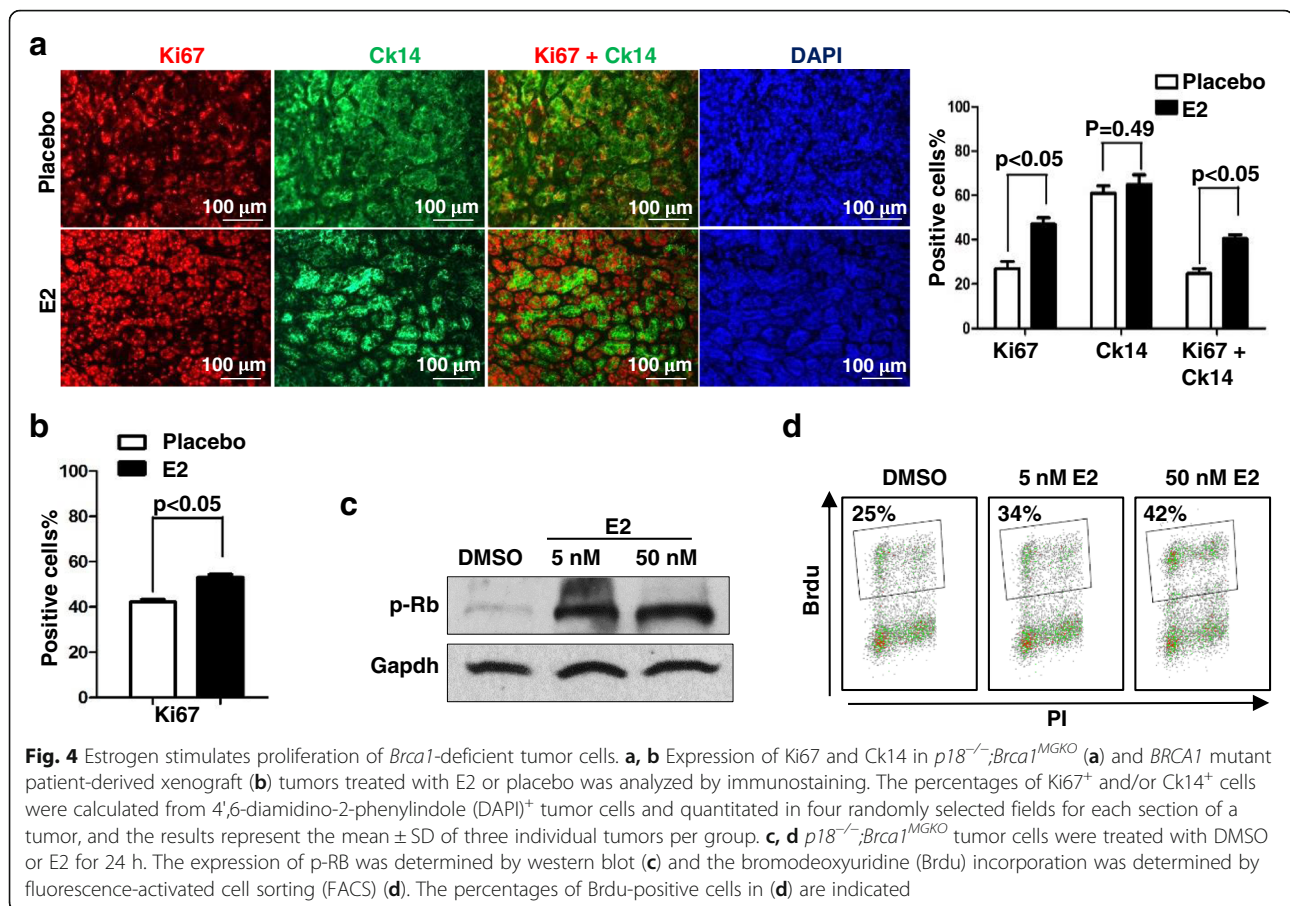 a
Ki67 Ck14 Ki67 + Ck14 DAPI
Placebo
100 µm 100 µm 100 µm 100 µm
E2
100 µm 100 µm 100 µm 100 µm
Placebo
E2
100
80
60
40
20
0
Positive cells%
p<0.05
P=0.49
p<0.05
Ki67 Ck14 Ki67 +
Ck14
b
Placebo
E2
100
80
60
40
20
0
Positive cells%
p<0.05
Ki67
c
E2
DMSO 5 nM 50 nM
p-Rb
Gapdh
d
DMSO 5 nM E2 50 nM E2
25% 34% 42%
Brdu
PI
Fig. 4 Estrogen stimulates proliferation of Brca1-deficient tumor cells. a, b Expression of Ki67 and Ck14 in p18−/−;Brca1MGKO (a) and BRCA1 mutant
patient-derived xenograft (b) tumors treated with E2 or placebo was analyzed by immunostaining. The percentages of Ki67+ and/or Ck14+ cells
were calculated from 4',6-diamidino-2-phenylindole (DAPI)+ tumor cells and quantitated in four randomly selected fields for each section of a
tumor, and the results represent the mean ± SD of three individual tumors per group. c, d p18−/−;Brca1MGKO tumor cells were treated with DMSO
or E2 for 24 h. The expression of p-RB was determined by western blot (c) and the bromodeoxyuridine (Brdu) incorporation was determined by
fluorescence-activated cell sorting (FACS) (d). The percentages of Brdu-positive cells in (d) are indicated